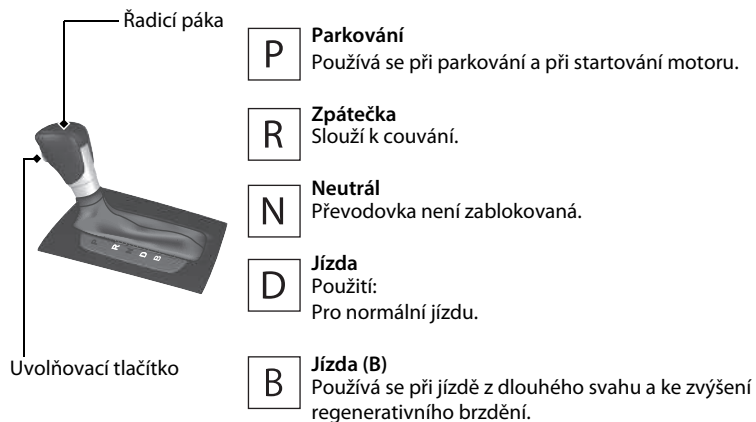 Řadicí páka
P
Parkování
Používá se při parkování a při startování motoru.
R
Zpátečka
Slouží k couvání.
N
Neutrál
Převodovka není zablokovaná.
D
Jízda
Použití:
Pro normální jízdu.
B
Jízda (B)
Používá se při jízdě z dlouhého svahu a ke zvýšení
regenerativního brzdění.
Uvolňovací tlačítko
P
R
N
D
B